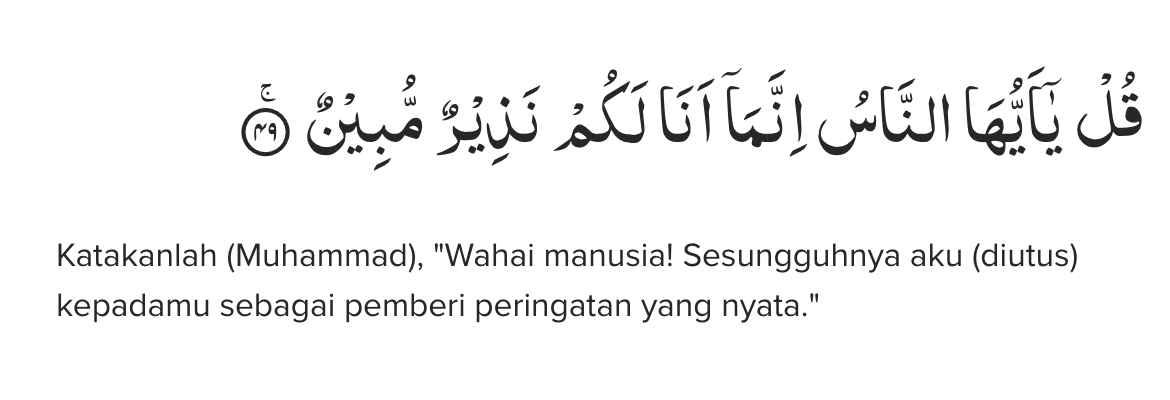 قُلْ يٰٓاَيُّهَا النَّاسُ اِنَّمَآ اَنَا۠ لَكُمْ نَذِيْرٌ مُّبِيْنٌ ۚ ۝٤٩
Katakanlah (Muhammad), "Wahai manusia! Sesungguhnya aku (diutus)
kepadamu sebagai pemberi peringatan yang nyata."